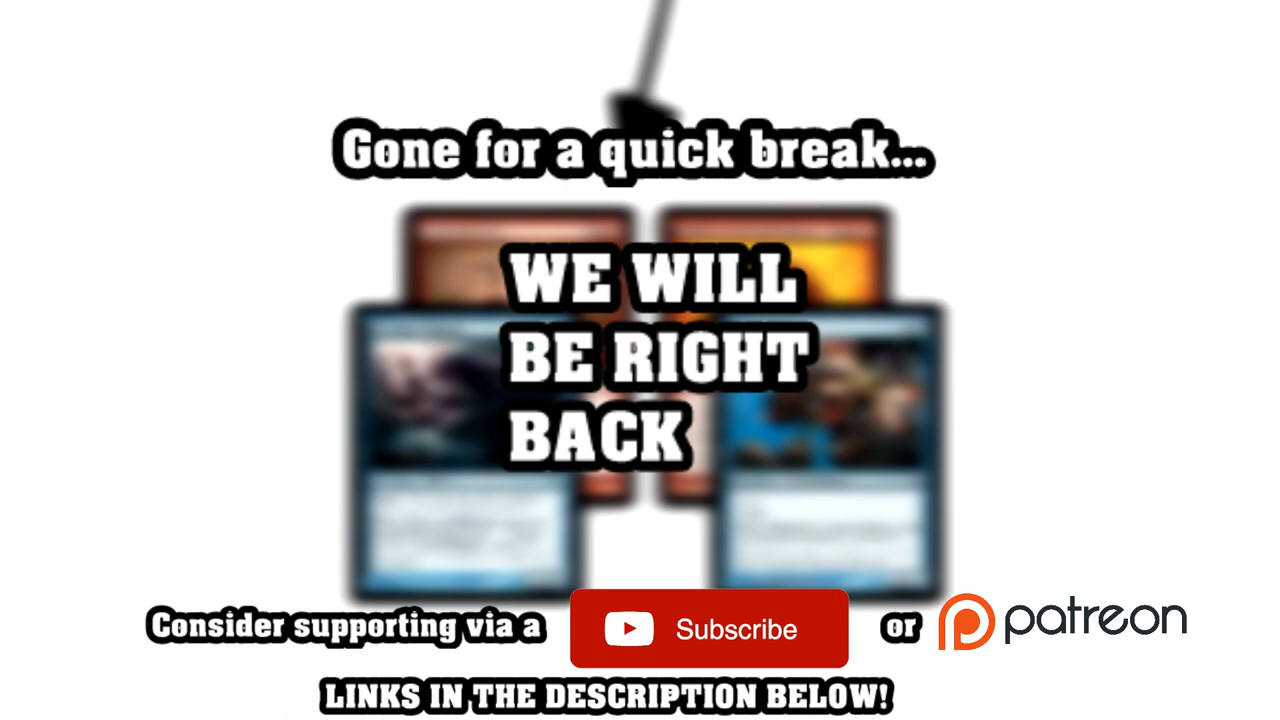 Gone for a quick break...
WE WILL
BE RIGHT
BACK
Consider supporting via a Subscribe or patreon
LINKS IN THE DESCRIPTION BELOW!